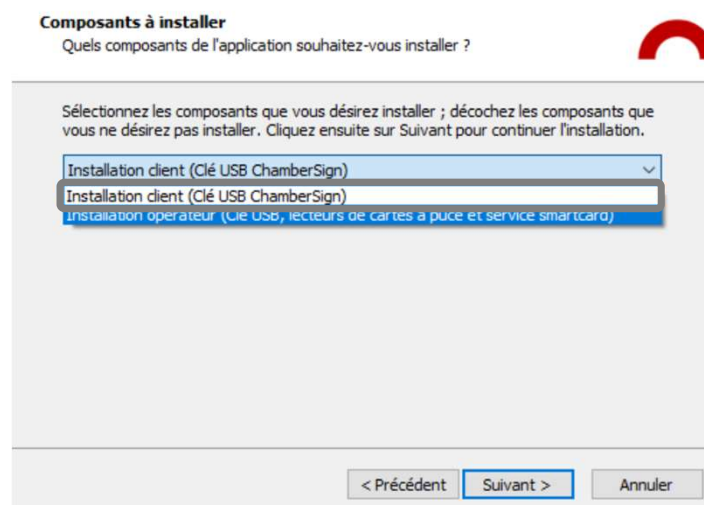 Composants à installer
Quels composants de l'application souhaitez-vous installer ?
Sélectionnez les composants que vous désirez installer ; décochez les composants que
vous ne désirez pas installer. Cliquez ensuite sur Suivant pour continuer l'installation.
Installation client (Clé USB ChamberSign)
Installation client (Clé USB ChamberSign)
Installation opérateur (Clé USB, lecteurs de cartes à puce et service smartcard)
< Précédent
Suivant >
Annuler